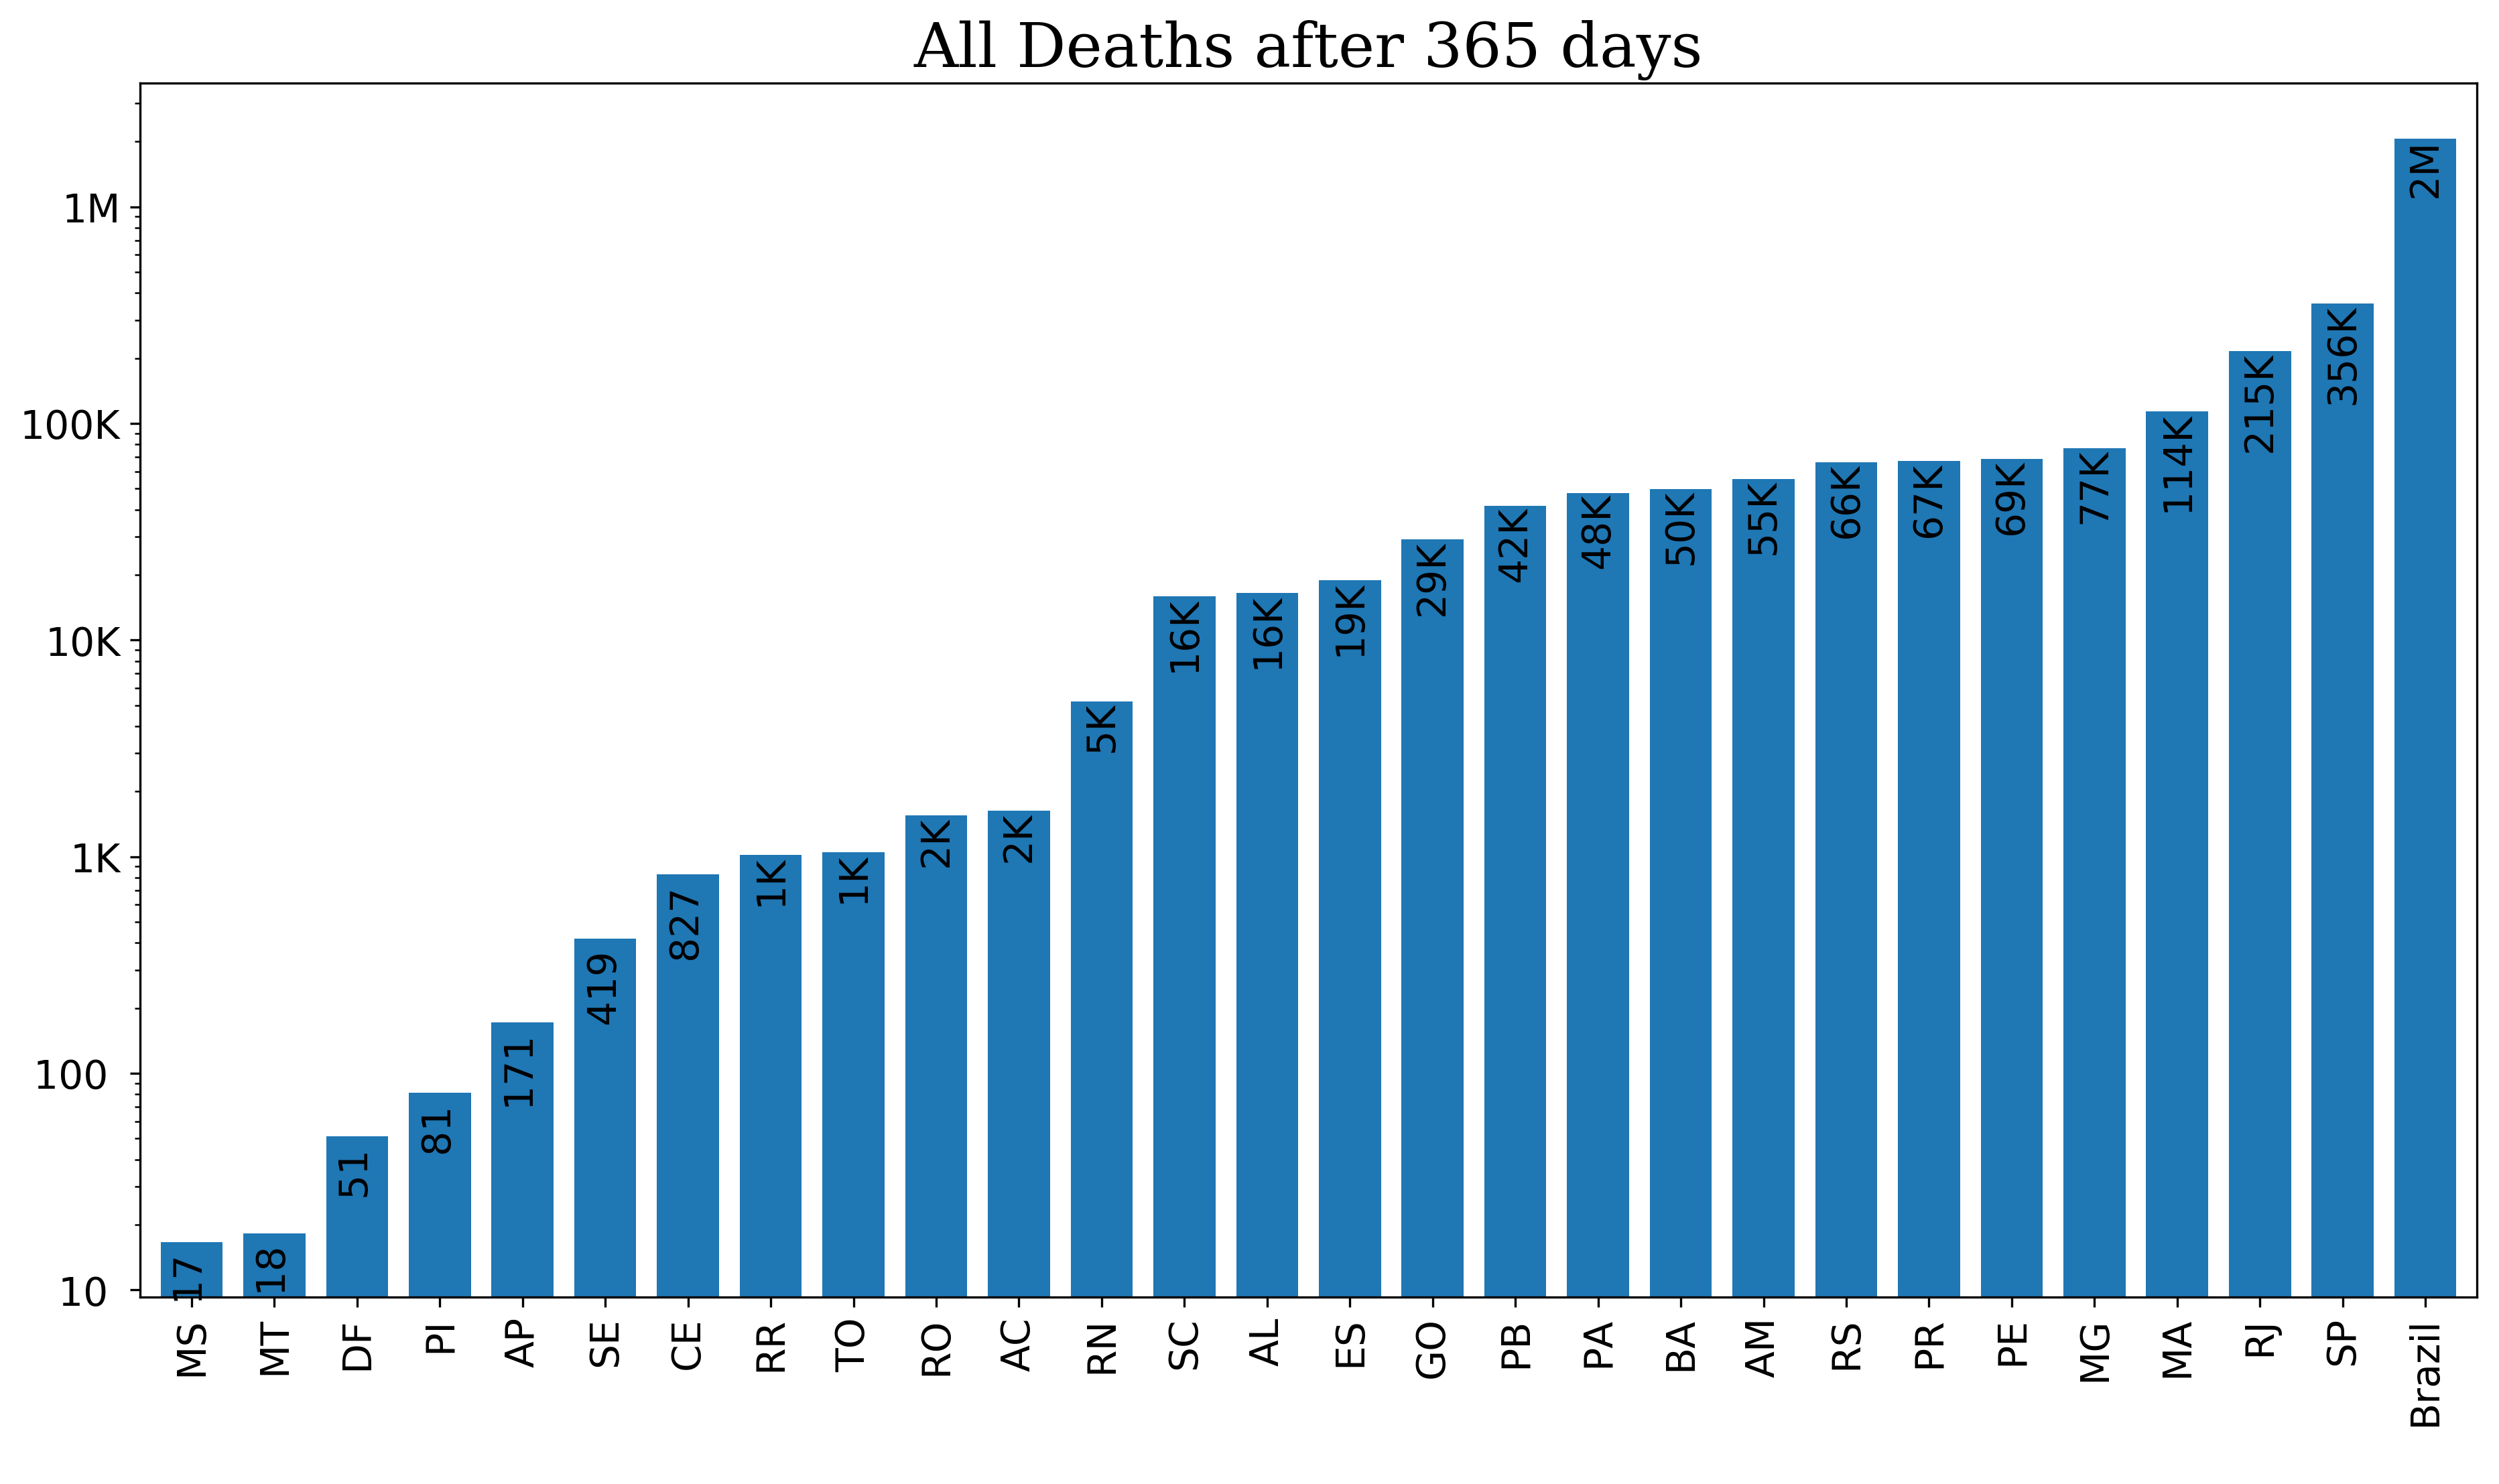 All Deaths after 365 days
1M
100K
10K
1K
100
10
17
18
51
81
171
419
827
1K
1K
2K
2K
5K
16K
16K
19K
29K
42K
48K
50K
55K
66K
67K
69K
77K
114K
215K
356K
2M
MS
MT
DF
PI
AP
SE
CE
RR
TO
RO
AC
RN
SC
AL
ES
GO
PB
PA
BA
AM
RS
PR
PE
MG
MA
RJ
SP
Brazil